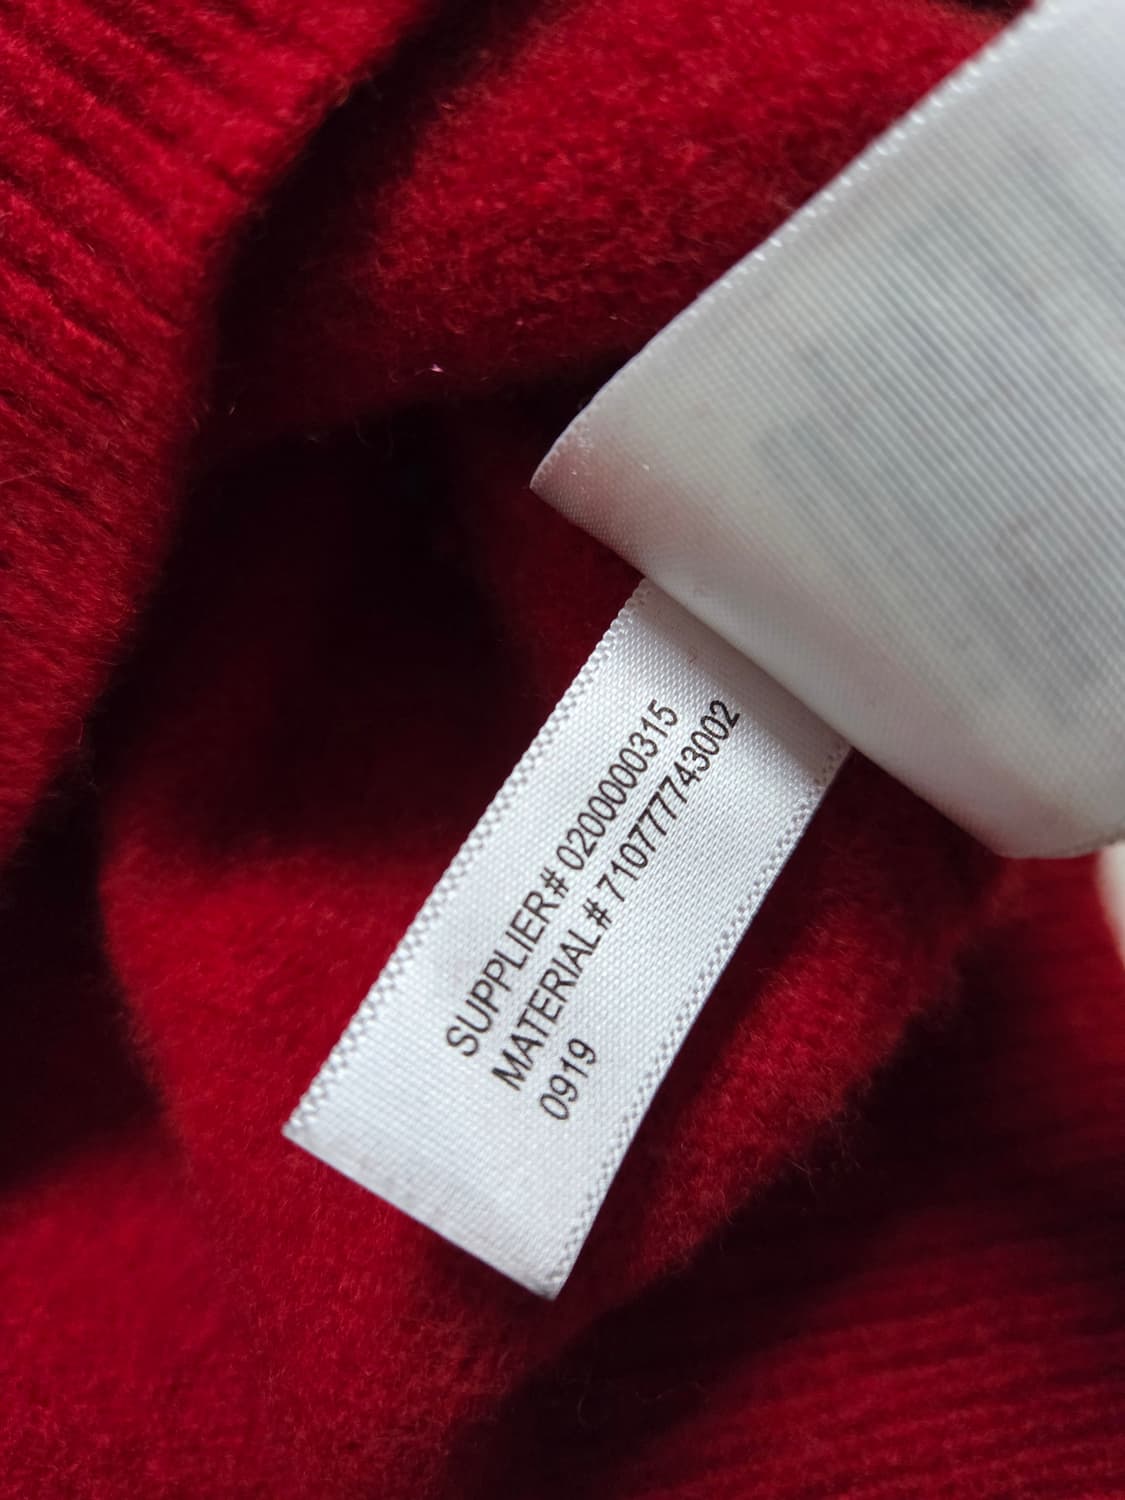 SUPPLIER# 0200000315
MATERIAL# 710777743002
0919